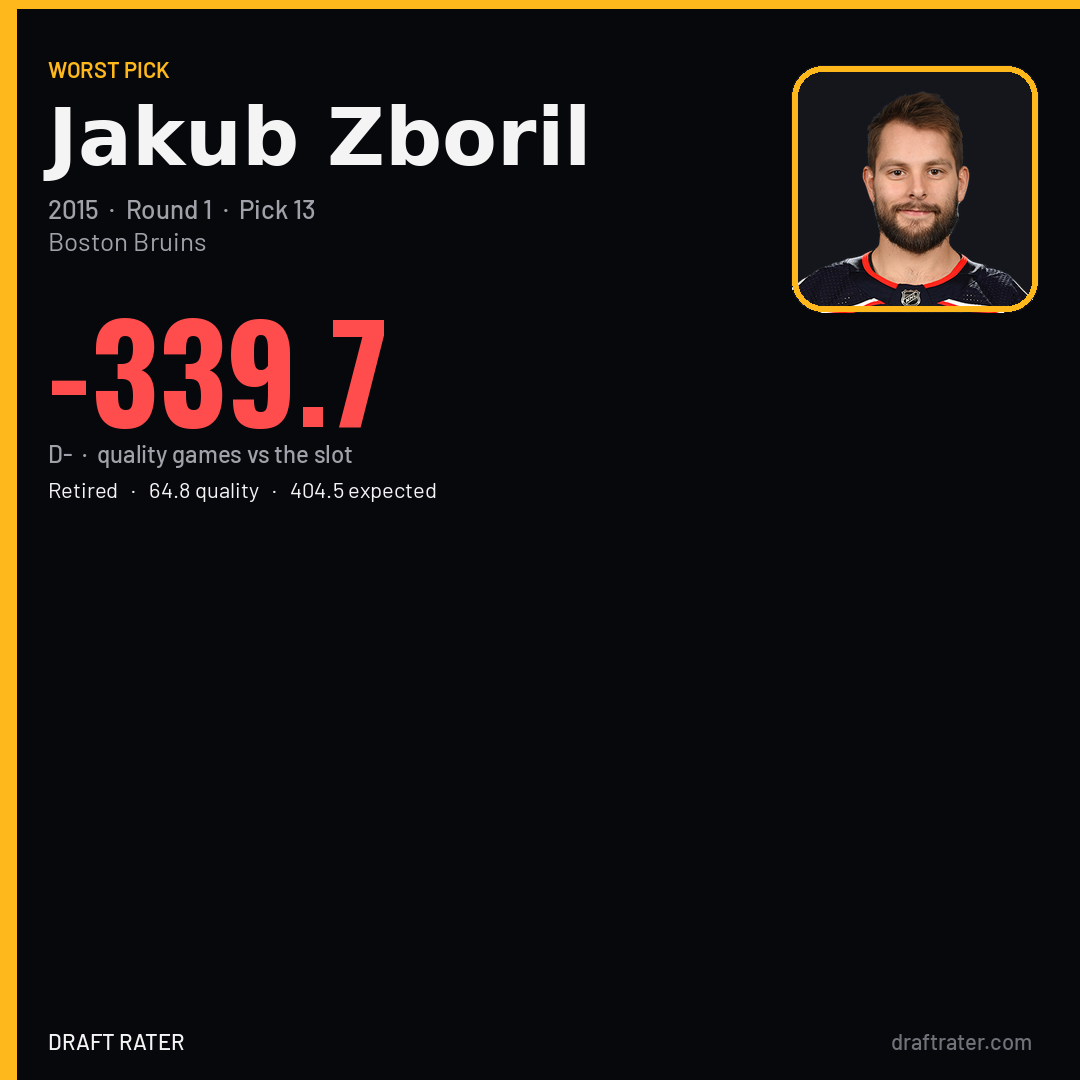 WORST PICK
Jakub Zboril
2015 · Round 1 · Pick 13
Boston Bruins
-339.7
D- · quality games vs the slot
Retired · 64.8 quality · 404.5 expected
DRAFT RATER
draftrater.com